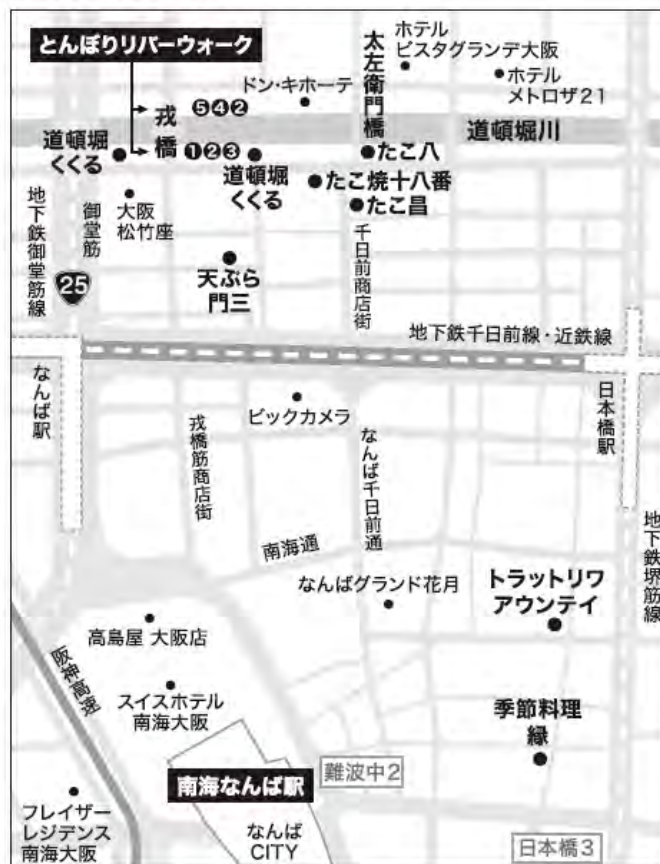 とんぼりリバーウォーク
ホテル
ビスタグランデ大阪
太左衛門橋
ドン・キホーテ
ホテル
メトロザ21
戎橋
❺❹❷
❶❷❸
道頓堀川
道頓堀
くくる
道頓堀
くくる
たこ八
たこ焼十八番
たこ昌
地下鉄御堂筋線
御堂筋
大阪
松竹座
25
天ぷら
門三
千日前商店街
地下鉄千日前線・近鉄線
なんば駅
日本橋駅
ビックカメラ
戎橋筋商店街
なんば千日前通
南海通
地下鉄堺筋線
なんばグランド花月
トラットリワ
アウンテイ
高島屋 大阪店
阪神高速
スイスホテル
南海大阪
季節料理
縁
南海なんば駅
難波中2
フレイザー
レジデンス
南海大阪
なんば
CITY
日本橋3